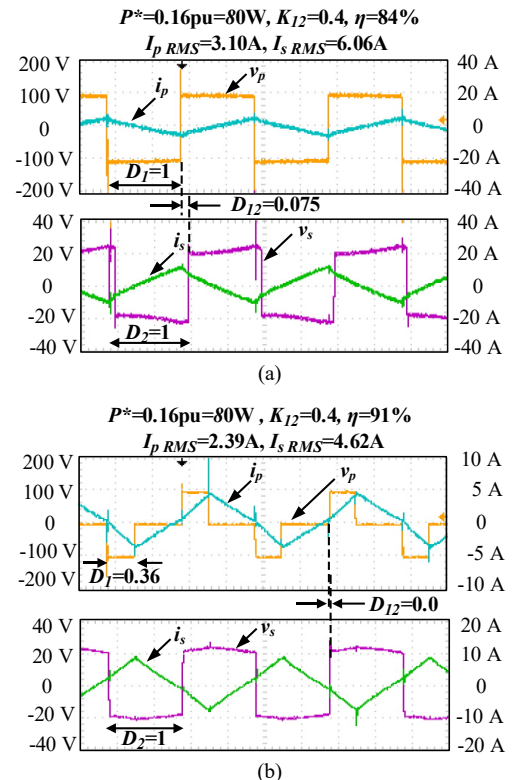 P*=0.16pu=80W, K12=0.4, η=84%
Ip RMS=3.10A, Is RMS=6.06A
200 V
100 V
0
-100 V
-200 V
ip
vp
40 A
20 A
0
-20 A
-40 A
D1=1
D12=0.075
40 V
20 V
0
-20 V
-40 V
is
vs
20 A
10 A
0
-10 A
-20 A
D2=1
(a)
P*=0.16pu=80W , K12=0.4, η=91%
Ip RMS=2.39A, Is RMS=4.62A
200 V
100 V
0
-100 V
-200 V
ip
vp
10 A
5 A
0
-5 A
-10 A
D1=0.36
D12=0.0
40 V
20 V
0
-20 V
-40 V
is
vs
20 A
10 A
0
-10 A
-20 A
D2=1
(b)